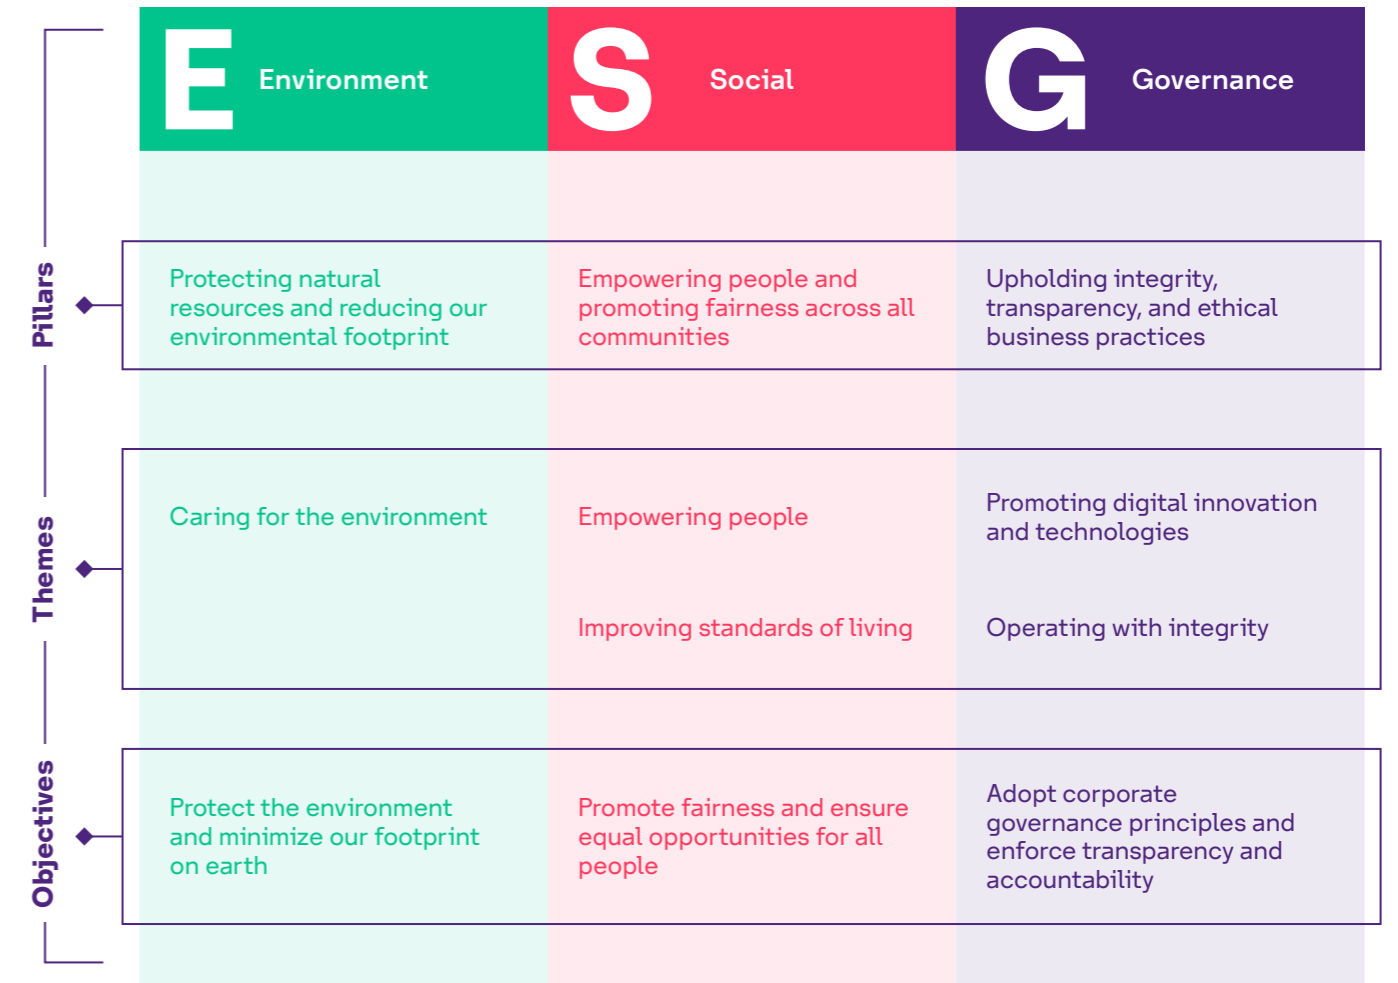 E Environment
S Social
G Governance
Pillars
Protecting natural
resources and reducing our
environmental footprint
Empowering people and
promoting fairness across all
communities
Upholding integrity,
transparency, and ethical
business practices
Themes
Caring for the environment
Empowering people
Improving standards of living
Promoting digital innovation
and technologies
Operating with integrity
Objectives
Protect the environment
and minimize our footprint
on earth
Promote fairness and ensure
equal opportunities for all
people
Adopt corporate
governance principles and
enforce transparency and
accountability